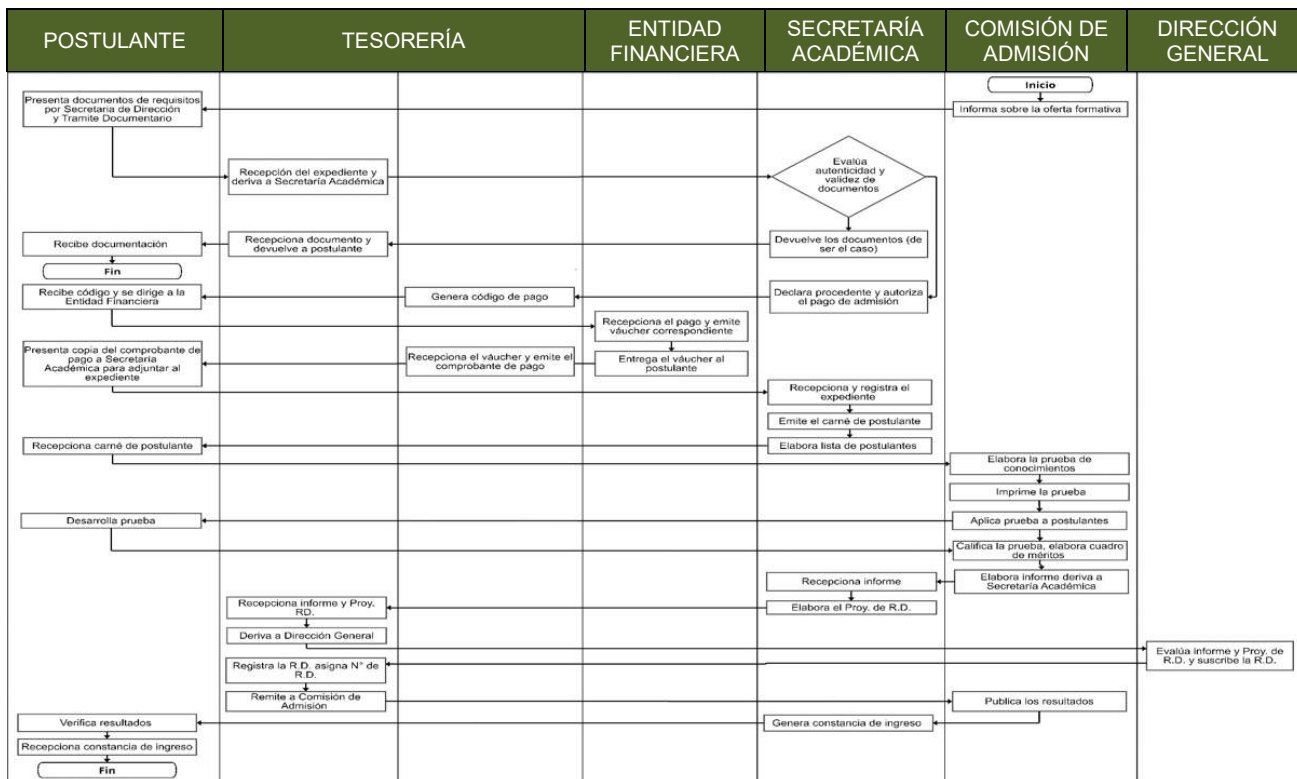 POSTULANTE
TESORERÍA
ENTIDAD
FINANCIERA
SECRETARÍA
ACADÉMICA
COMISIÓN DE
ADMISIÓN
DIRECCIÓN
GENERAL
Inicio
Presenta documentos de requisitos
por Secretaria de Dirección
y Tramite Documentario
Informa sobre la oferta formativa
Recepción del expediente y
deriva a Secretaría Académica
Evalúa
autenticidad y
validez de
documentos
Recibe documentación
Recepciona documento y
devuelve a postulante
Devuelve los documentos (de
ser el caso)
Fin
Recibe código y se dirige a la
Entidad Financiera
Genera código de pago
Declara procedente y autoriza
el pago de admisión
Recepciona el pago y emite
váucher correspondiente
Presenta copia del comprobante de
pago a Secretaría
Académica para adjuntar al
expediente
Recepciona el váucher y emite el
comprobante de pago
Entrega el váucher al
postulante
Recepciona y registra el
expediente
Emite el carné de postulante
Recepciona carné de postulante
Elabora lista de postulantes
Elabora la prueba de
conocimientos
Imprime la prueba
Desarrolla prueba
Aplica prueba a postulantes
Califica la prueba, elabora cuadro
de méritos
Recepciona informe
Elabora informe deriva a
Secretaría Académica
Recepciona informe y Proy.
RD.
Elabora el Proy. de R.D.
Deriva a Dirección General
Evalúa informe y Proy. de
R.D. y suscribe la R.D.
Registra la R.D. asigna N° de
R.D.
Remite a Comisión de
Admisión
Publica los resultados
Verifica resultados
Genera constancia de ingreso
Recepciona constancia de ingreso
Fin